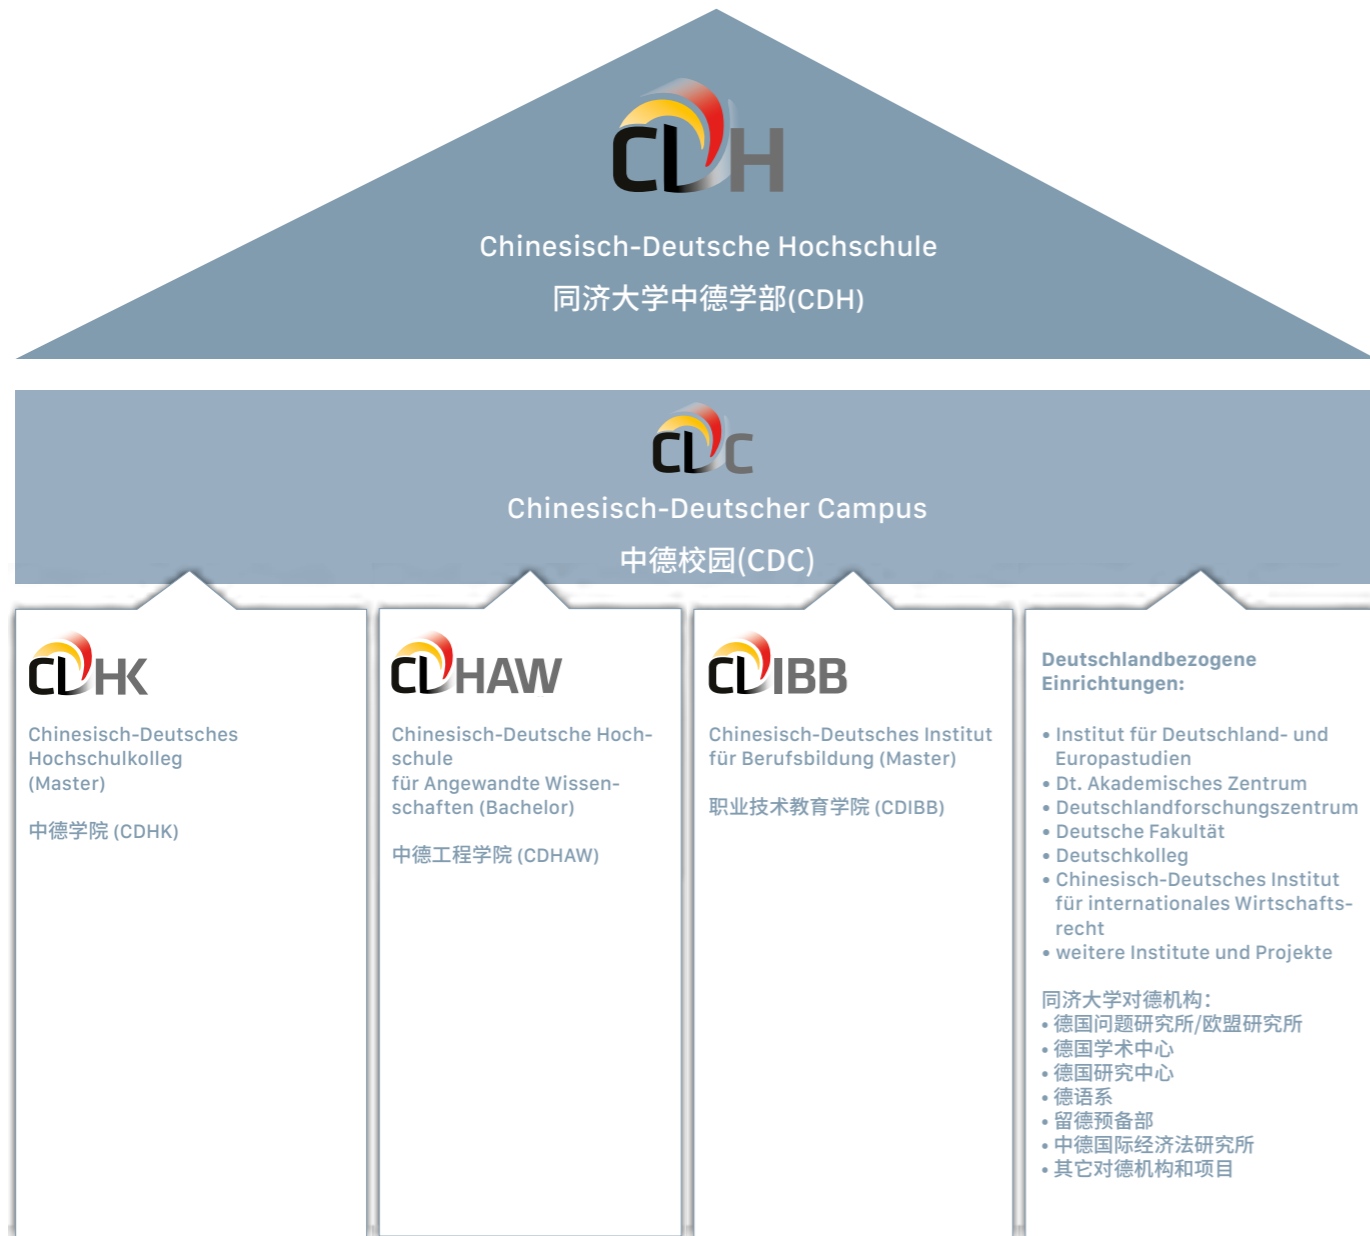 CDH
Chinesisch-Deutsche Hochschule
同济大学中德学部(CDH)
CDC
Chinesisch-Deutscher Campus
中德校园(CDC)
CDHK
Chinesisch-Deutsches
Hochschulkolleg
(Master)
中德学院 (CDHK)
CDHAW
Chinesisch-Deutsche Hoch-
schule
für Angewandte Wissen-
schaften (Bachelor)
中德工程学院 (CDHAW)
CDIBB
Chinesisch-Deutsches Institut
für Berufsbildung (Master)
职业技术教育学院 (CDIBB)
Deutschlandbezogene
Einrichtungen:
• Institut für Deutschland- und
Europastudien
• Dt. Akademisches Zentrum
• Deutschlandforschungszentrum
• Deutsche Fakultät
• Deutschkolleg
• Chinesisch-Deutsches Institut
für internationales Wirtschafts-
recht
• weitere Institute und Projekte
同济大学对德机构：
• 德国问题研究所/欧盟研究所
• 德国学术中心
• 德国研究中心
• 德语系
• 留德预备部
• 中德国际经济法研究所
• 其它对德机构和项目